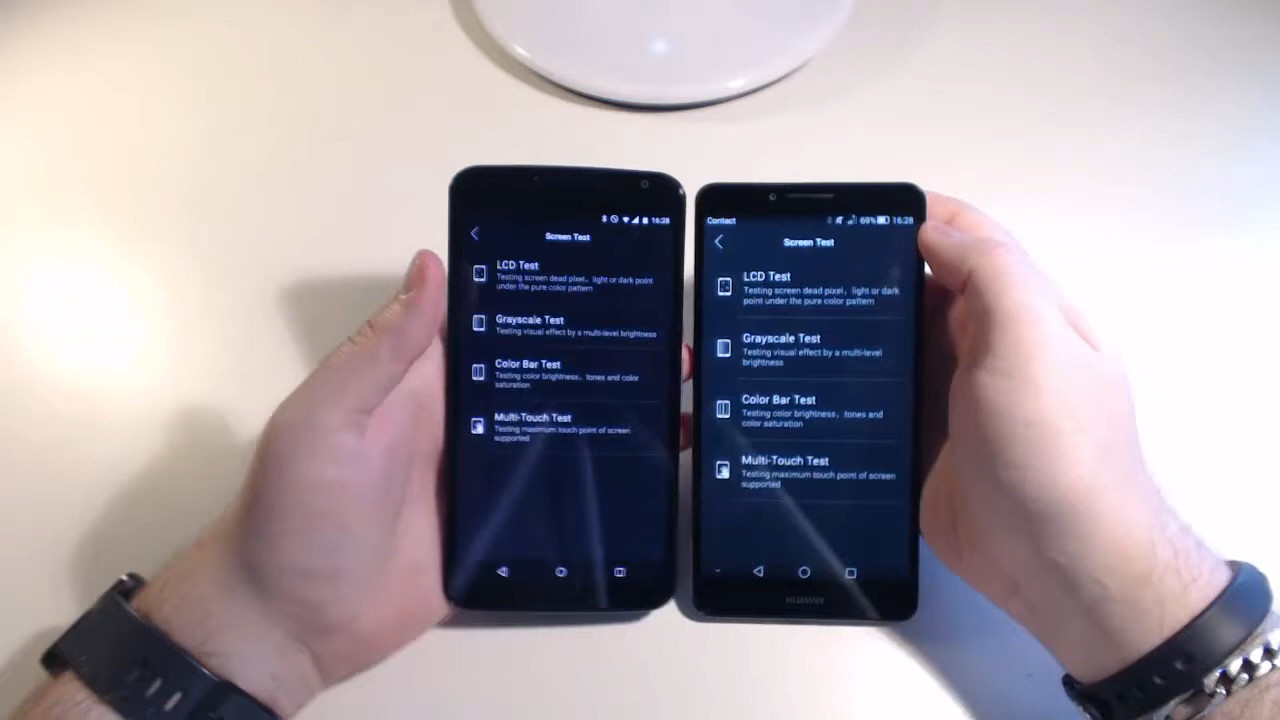 16:28
Screen Test
LCD Test
Testing screen dead pixel, light or dark point
under the pure color pattern
Grayscale Test
Testing visual effect by a multi-level brightness
Color Bar Test
Testing color brightness, tones and color
saturation
Multi-Touch Test
Testing maximum touch point of screen
supported
Contact 69% 16:28
Screen Test
LCD Test
Testing screen dead pixel, light or dark
point under the pure color pattern
Grayscale Test
Testing visual effect by a multi-level
brightness
Color Bar Test
Testing color brightness, tones and
color saturation
Multi-Touch Test
Testing maximum touch point of screen
supported
HUAWEI